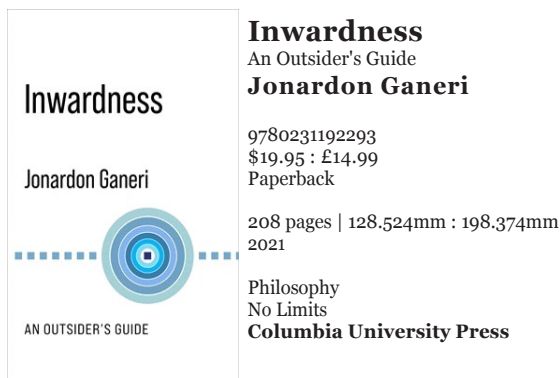 Inwardness
Jonardon Ganeri
AN OUTSIDER'S GUIDE
Inwardness
An Outsider's Guide
Jonardon Ganeri
9780231192293
$19.95 : £14.99
Paperback
208 pages | 128.524mm : 198.374mm
2021
Philosophy
No Limits
Columbia University Press